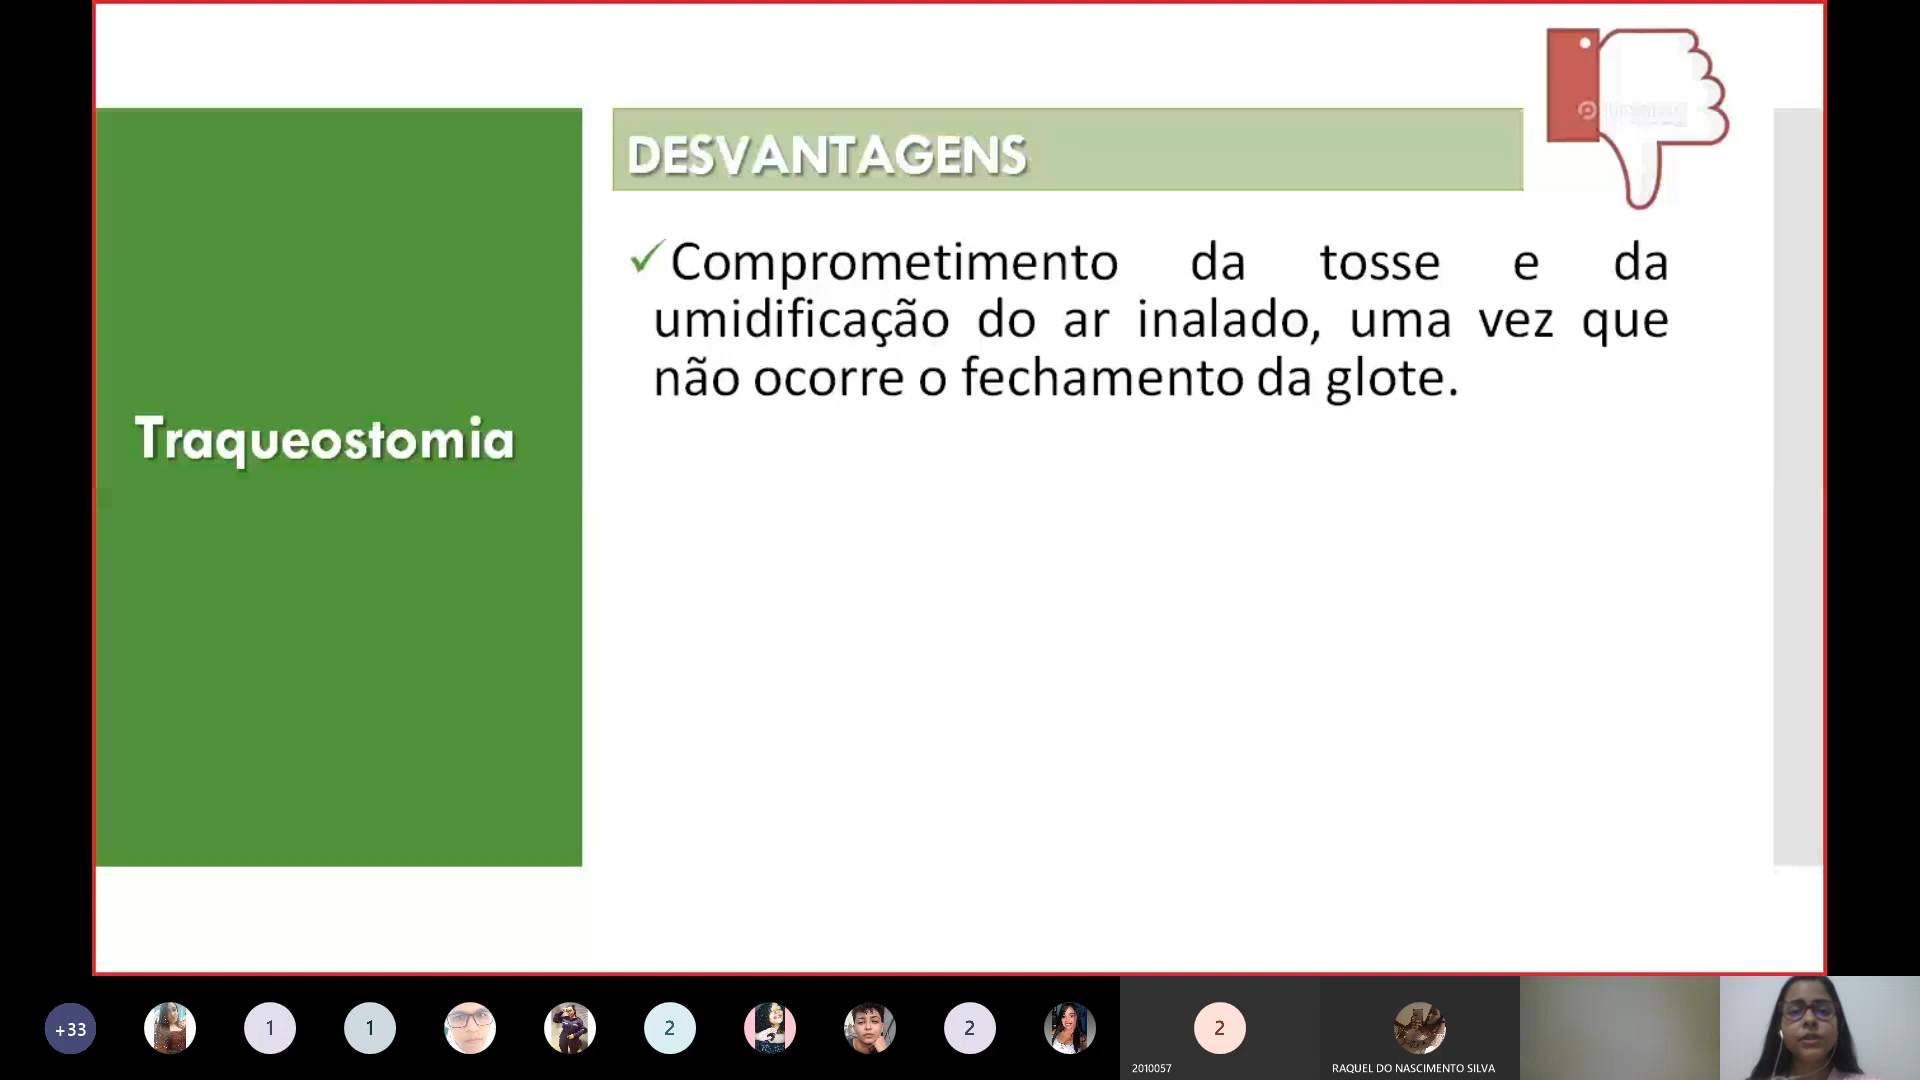 DESVANTAGENS
Comprometimento da tosse e da
umidificação do ar inalado, uma vez que
não ocorre o fechamento da glote.
Traqueostomia
+33
1
1
2
2
2
2010057
RAQUEL DO NASCIMENTO SILVA